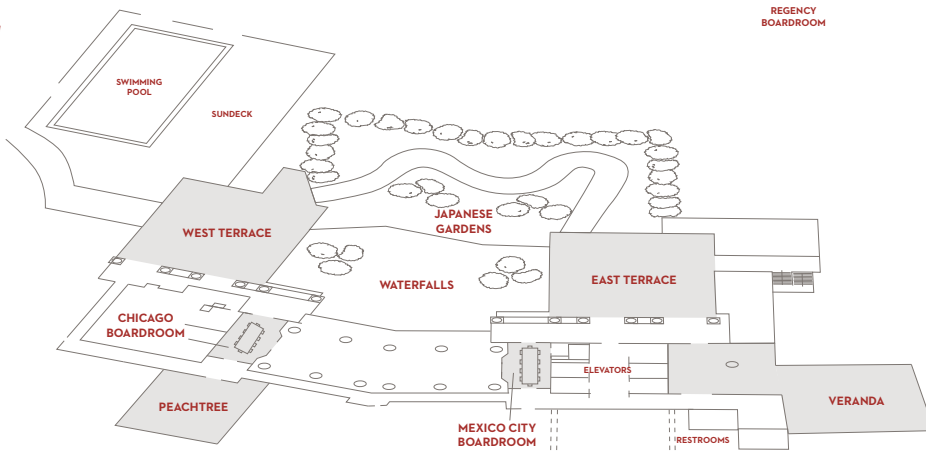 REGENCY
BOARDROOM
SWIMMING
POOL
SUNDECK
JAPANESE
GARDENS
WEST TERRACE
WATERFALLS
EAST TERRACE
CHICAGO
BOARDROOM
ELEVATORS
PEACHTREE
VERANDA
MEXICO CITY
BOARDROOM
RESTROOMS